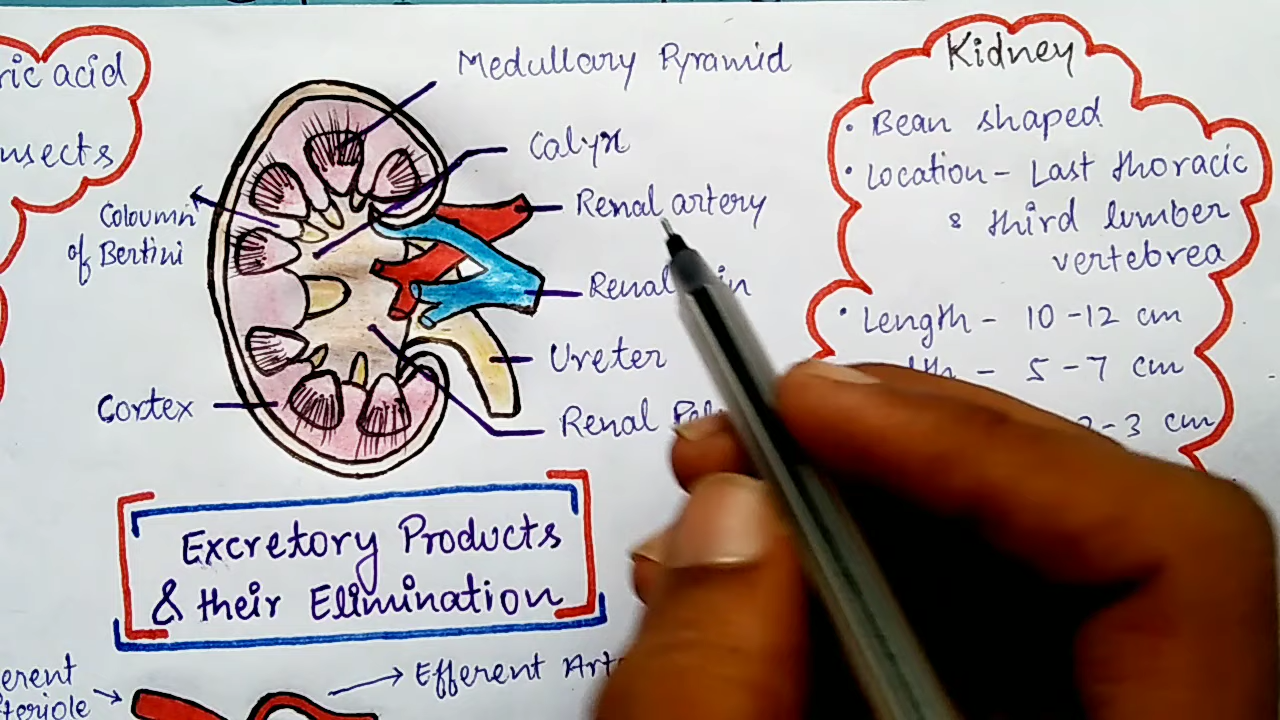 ric acid
nsects
Medullary Pyramid
Calyx
Renal artery
Renal
Ureter
Renal
Coloumn
of Bertini
Cortex
Kidney
• Bean shaped
• Location - Last thoracic
& third lumber
vertebrea
• Length - 10-12 cm
- 5-7 cm
-3 cm
Excretory Products
& their Elimination
erent
teriole
Efferent Art